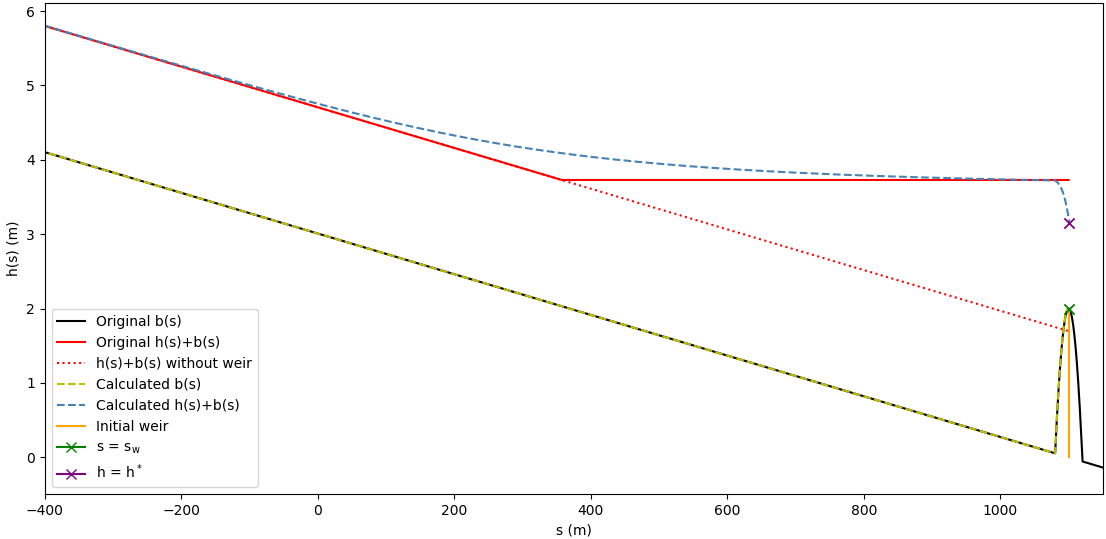 6
5
4
3
2
1
0
h(s) (m)
Original b(s)
Original h(s)+b(s)
h(s)+b(s) without weir
Calculated b(s)
Calculated h(s)+b(s)
Initial weir
s = s_w
h = h^*
−400 −200 0 200 400 600 800 1000
s (m)